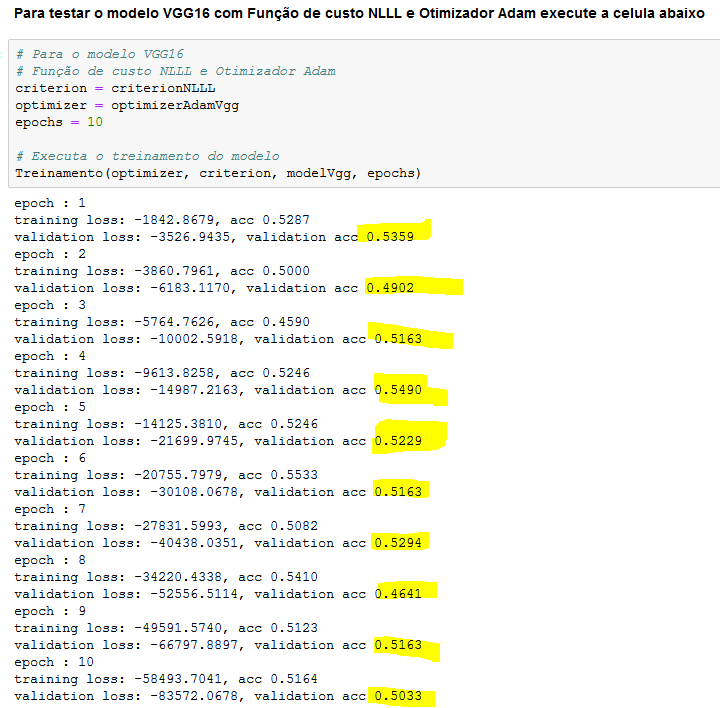 Para testar o modelo VGG16 com Função de custo NLLL e Otimizador Adam execute a celula abaixo
# Para o modelo VGG16
# Função de custo NLLL e Otimizador Adam
criterion = criterionNLLL
optimizer = optimizerAdamVgg
epochs = 10
# Executa o treinamento do modelo
Treinamento(optimizer, criterion, modelVgg, epochs)
epoch : 1
training loss: -1842.8679, acc 0.5287
validation loss: -3526.9435, validation acc 0.5359
epoch : 2
training loss: -3860.7961, acc 0.5000
validation loss: -6183.1170, validation acc 0.4902
epoch : 3
training loss: -5764.7626, acc 0.4590
validation loss: -10002.5918, validation acc 0.5163
epoch : 4
training loss: -9613.8258, acc 0.5246
validation loss: -14987.2163, validation acc 0.5490
epoch : 5
training loss: -14125.3810, acc 0.5246
validation loss: -21699.9745, validation acc 0.5229
epoch : 6
training loss: -20755.7979, acc 0.5533
validation loss: -30108.0678, validation acc 0.5163
epoch : 7
training loss: -27831.5993, acc 0.5082
validation loss: -40438.0351, validation acc 0.5294
epoch : 8
training loss: -34220.4338, acc 0.5410
validation loss: -52556.5114, validation acc 0.4641
epoch : 9
training loss: -49591.5740, acc 0.5123
validation loss: -66797.8897, validation acc 0.5163
epoch : 10
training loss: -58493.7041, acc 0.5164
validation loss: -83572.0678, validation acc 0.5033